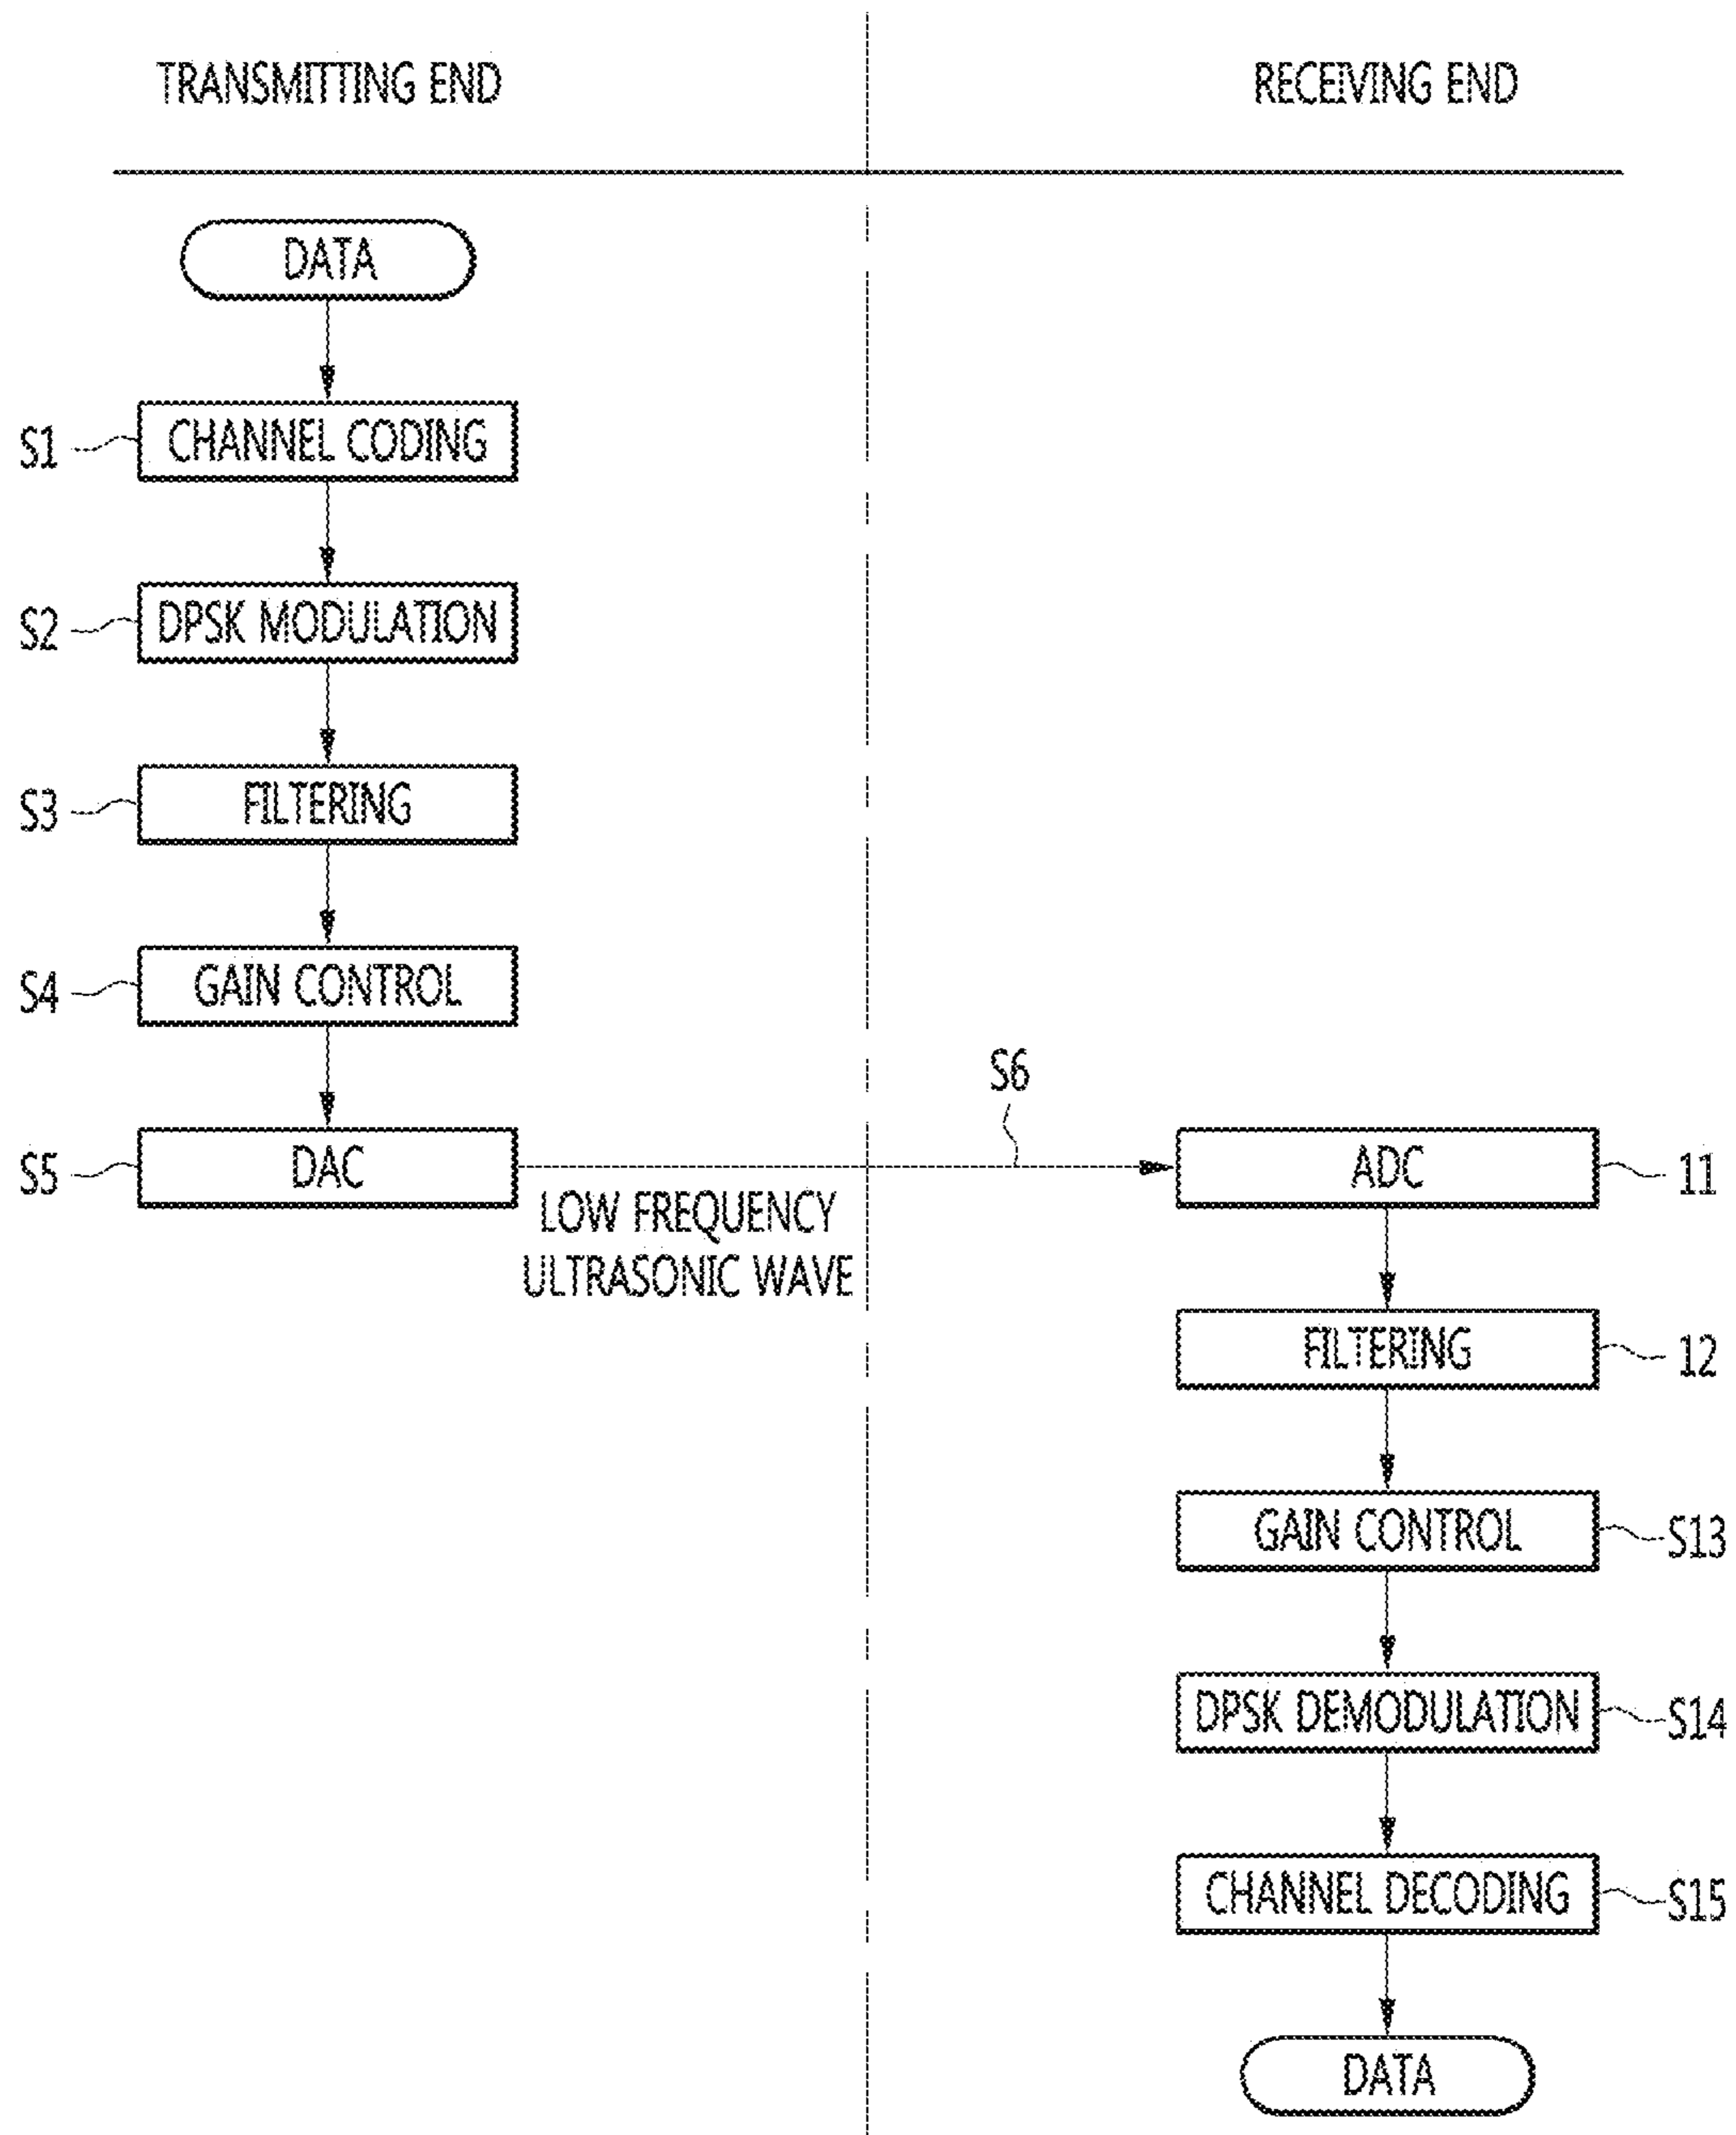 TRANSMITTING END
RECEIVING END
DATA
S1
CHANNEL CODING
S2
DPSK MODULATION
S3
FILTERING
S4
GAIN CONTROL
S5
DAC
LOW FREQUENCY
ULTRASONIC WAVE
S6
ADC
11
FILTERING
12
GAIN CONTROL
S13
DPSK DEMODULATION
S14
CHANNEL DECODING
S15
DATA